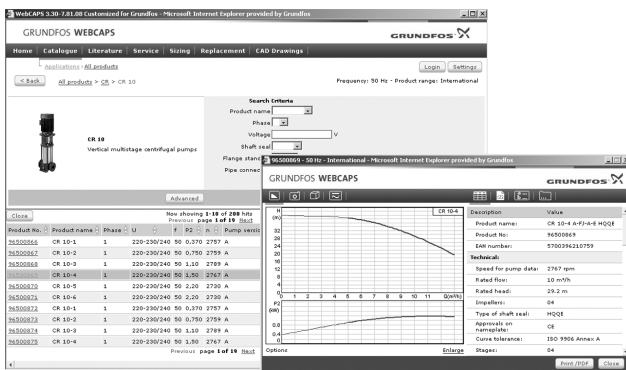 WebCAPS 3.30-7.81.08 Customized for Grundfos - Microsoft Internet Explorer provided by Grundfos
GRUNDFOS WEBCAPS
GRUNDFOS
Home Catalogue Literature Service Sizing Replacement CAD Drawings
Applications All products
Login Settings
< Back All products > CR > CR 10
Frequency: 50 Hz - Product range: International
CR 10
Vertical multistage centrifugal pumps
Search Criteria
Product name
Phase
Voltage V
Shaft seal
Flange stand
Pipe connec
Advanced
Close
Now showing 1-10 of 208 hits
Previous page 1 of 19 Next
Product No. Product name Phase U f P2 n Pump versio
96500866 CR 10-1 1 220-230/240 50 0,370 2757 A
96500867 CR 10-2 1 220-230/240 50 0,750 2759 A
96500868 CR 10-3 1 220-230/240 50 1,10 2789 A
96500869 CR 10-4 1 220-230/240 50 1,50 2767 A
96500870 CR 10-5 1 220-230/240 50 2,20 2730 A
96500871 CR 10-6 1 220-230/240 50 2,20 2730 A
96500872 CR 10-1 1 220-230/240 50 0,370 2757 A
96500873 CR 10-2 1 220-230/240 50 0,750 2759 A
96500874 CR 10-3 1 220-230/240 50 1,10 2789 A
96500875 CR 10-4 1 220-230/240 50 1,50 2767 A
Previous page 1 of 19 Next
96500869 - 50 Hz - International - Microsoft Internet Explorer provided by Grundfos
GRUNDFOS WEBCAPS
GRUNDFOS
H
(m)
CR 10-4
32
28
24
20
16
12
8
4
0
0 1 2 3 4 5 6 7 8 9 10 11 Q(m³/h)
P2
(kW)
0.8
0.4
0
Options
Enlarge
Description Value
Product name: CR 10-4 A-FJ-A-E HQQE
Product No: 96500869
EAN number: 5700396210759
Technical:
Speed for pump data: 2767 rpm
Rated flow: 10 m³/h
Rated head: 29.2 m
Impellers: 04
Type of shaft seal: HQQE
Approvals on nameplate: CE
Curve tolerance: ISO 9906 Annex A
Stages: 04
Print /PDF Close